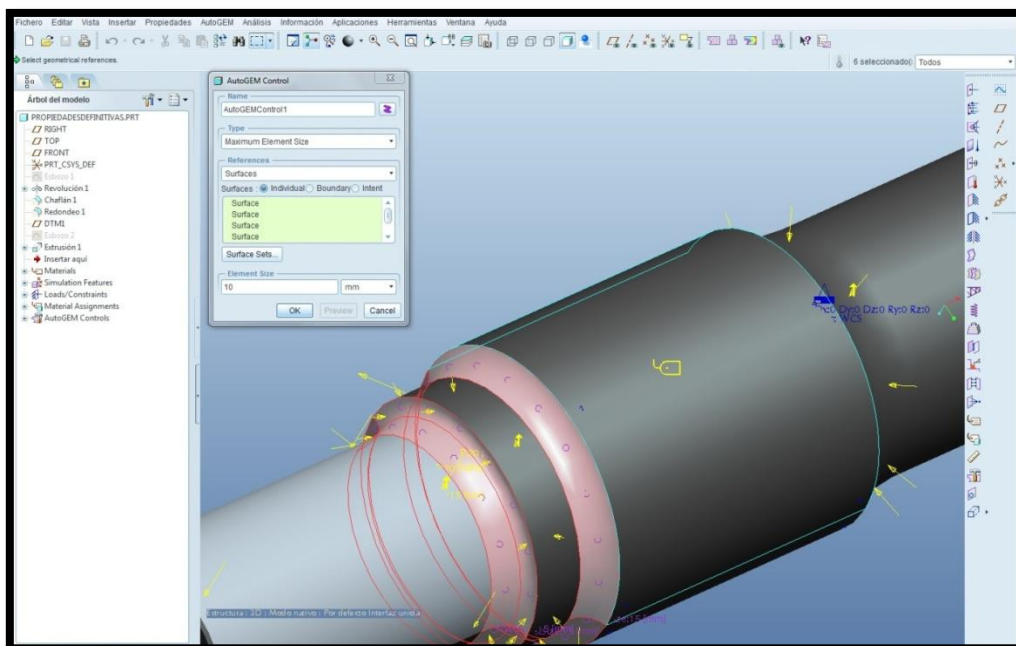 Fichero Editar Vista Insertar Propiedades AutoGEM Análisis Información Aplicaciones Herramientas Ventana Ayuda
Select geometrical references.
6 seleccionado( Todos
Árbol del modelo
PROPIEDADESDEFINITIVAS.PRT
RIGHT
TOP
FRONT
PRT_CSYS_DEF
Esbozo 1
Revolución 1
Chaflán 1
Redondeo 1
DTM1
Esbozo 2
Extrusión 1
Insertar aquí
Materials
Simulation Features
Loads/Constraints
Material Assignments
AutoGEM Controls
AutoGEM Control
Name
AutoGEMControl1
Type
Maximum Element Size
References
Surfaces
Surfaces : Individual Boundary Intent
Surface
Surface
Surface
Surface
Surface Sets...
Element Size
10 mm
OK Preview Cancel
Dy:0 Dz:0 Ry:0 Rz:0
WCS
Estructura : 3D : Modo nativo : Por defecto Interfaz unida